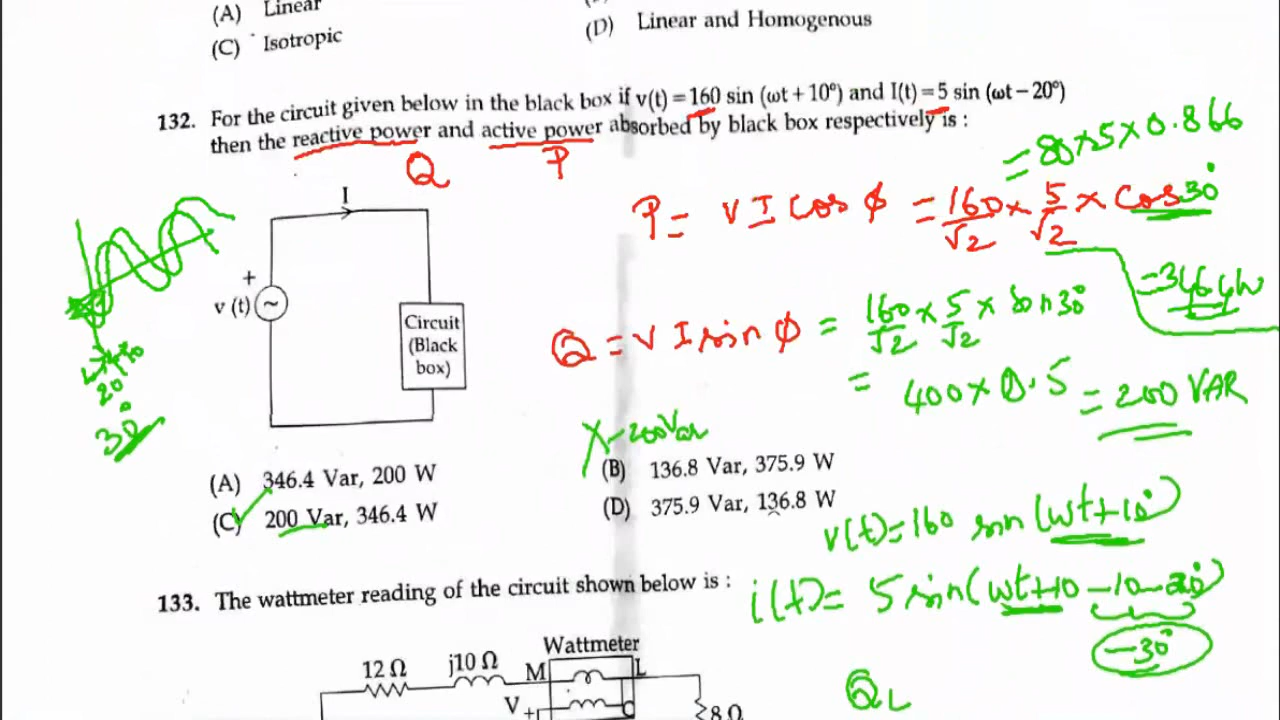 (A) Linear
(C) Isotropic
(D) Linear and Homogenous
132. For the circuit given below in the black box if v(t) = 160 sin (ωt + 10°) and I(t) = 5 sin (ωt – 20°)
then the reactive power and active power absorbed by black box respectively is :
Q P
= 80×5×0.866
P = V I cos ϕ = 160/√2 × 5/√2 × cos 30°
= 346.4W
Q = V I sin ϕ = 160/√2 × 5/√2 × sin 30°
= 400 × 0.5 = 200 VAR
I
+
v (t) ~
Circuit
(Black
box)
20°
30
-200 Var
(A) 346.4 Var, 200 W
(B) 136.8 Var, 375.9 W
(C) 200 Var, 346.4 W
(D) 375.9 Var, 136.8 W
v(t) = 160 sin (ωt + 10°)
i(t) = 5 sin (ωt + 10 – 10 – 20°)
–30°
QL
133. The wattmeter reading of the circuit shown below is :
Wattmeter
12 Ω j10 Ω M L
V + C 8 Ω